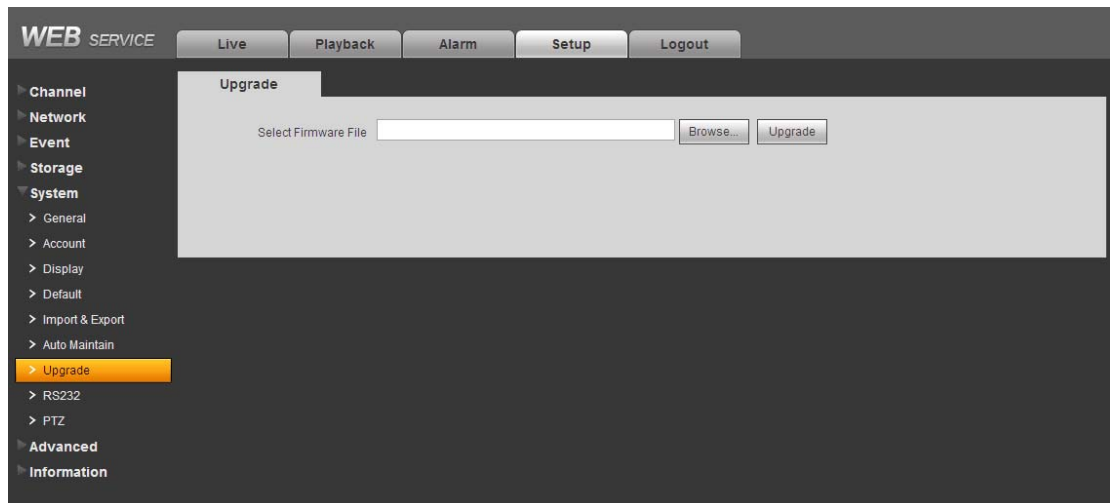 WEB SERVICE
Live
Playback
Alarm
Setup
Logout
Channel
Network
Event
Storage
System
> General
> Account
> Display
> Default
> Import & Export
> Auto Maintain
> Upgrade
> RS232
> PTZ
Advanced
Information
Upgrade
Select Firmware File
Browse...
Upgrade